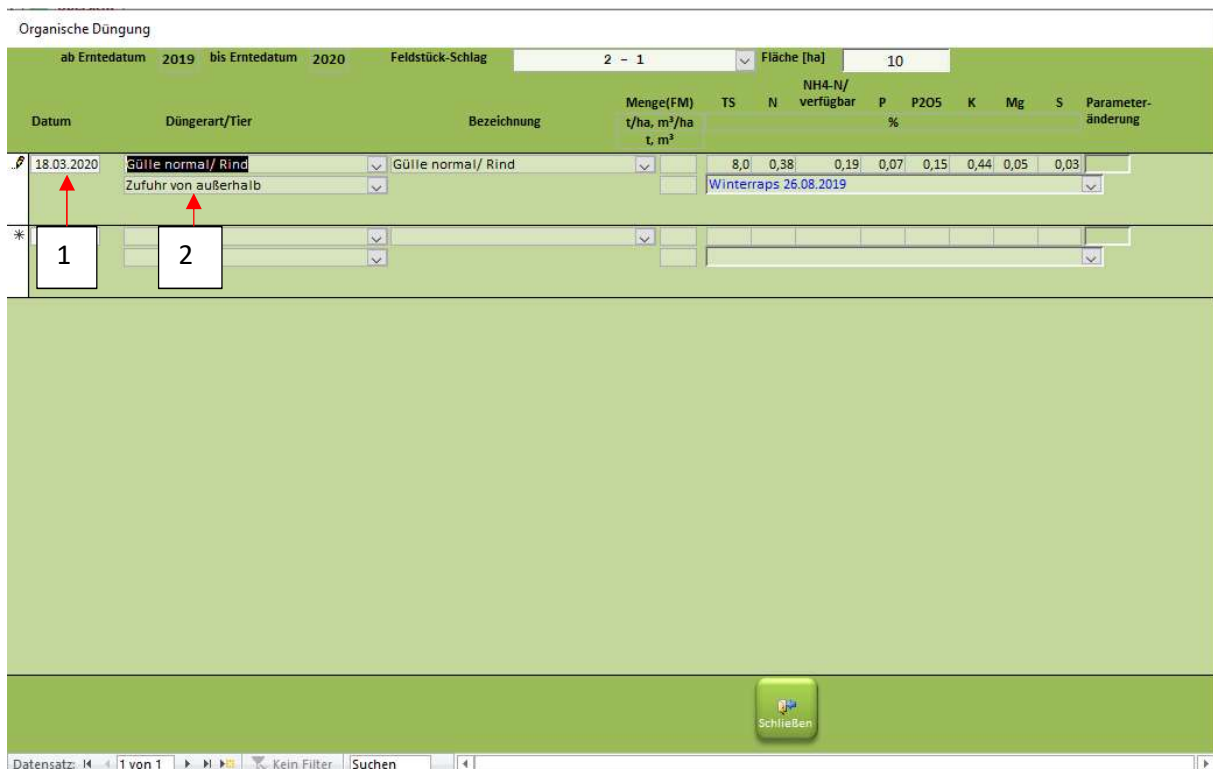 Organische Düngung
ab Erntedatum 2019 bis Erntedatum 2020 Feldstück-Schlag 2 - 1 Fläche [ha] 10
Datum Düngerart/Tier Bezeichnung Menge(FM) TS N NH4-N/ verfügbar P P2O5 K Mg S Parameter- änderung
t/ha, m³/ha %
t, m³
18.03.2020 Gülle normal/ Rind Gülle normal/ Rind 8,0 0,38 0,19 0,07 0,15 0,44 0,05 0,03
Zufuhr von außerhalb Winterraps 26.08.2019
*
1 2
Schließen
Datensatz: 1 von 1 Kein Filter Suchen